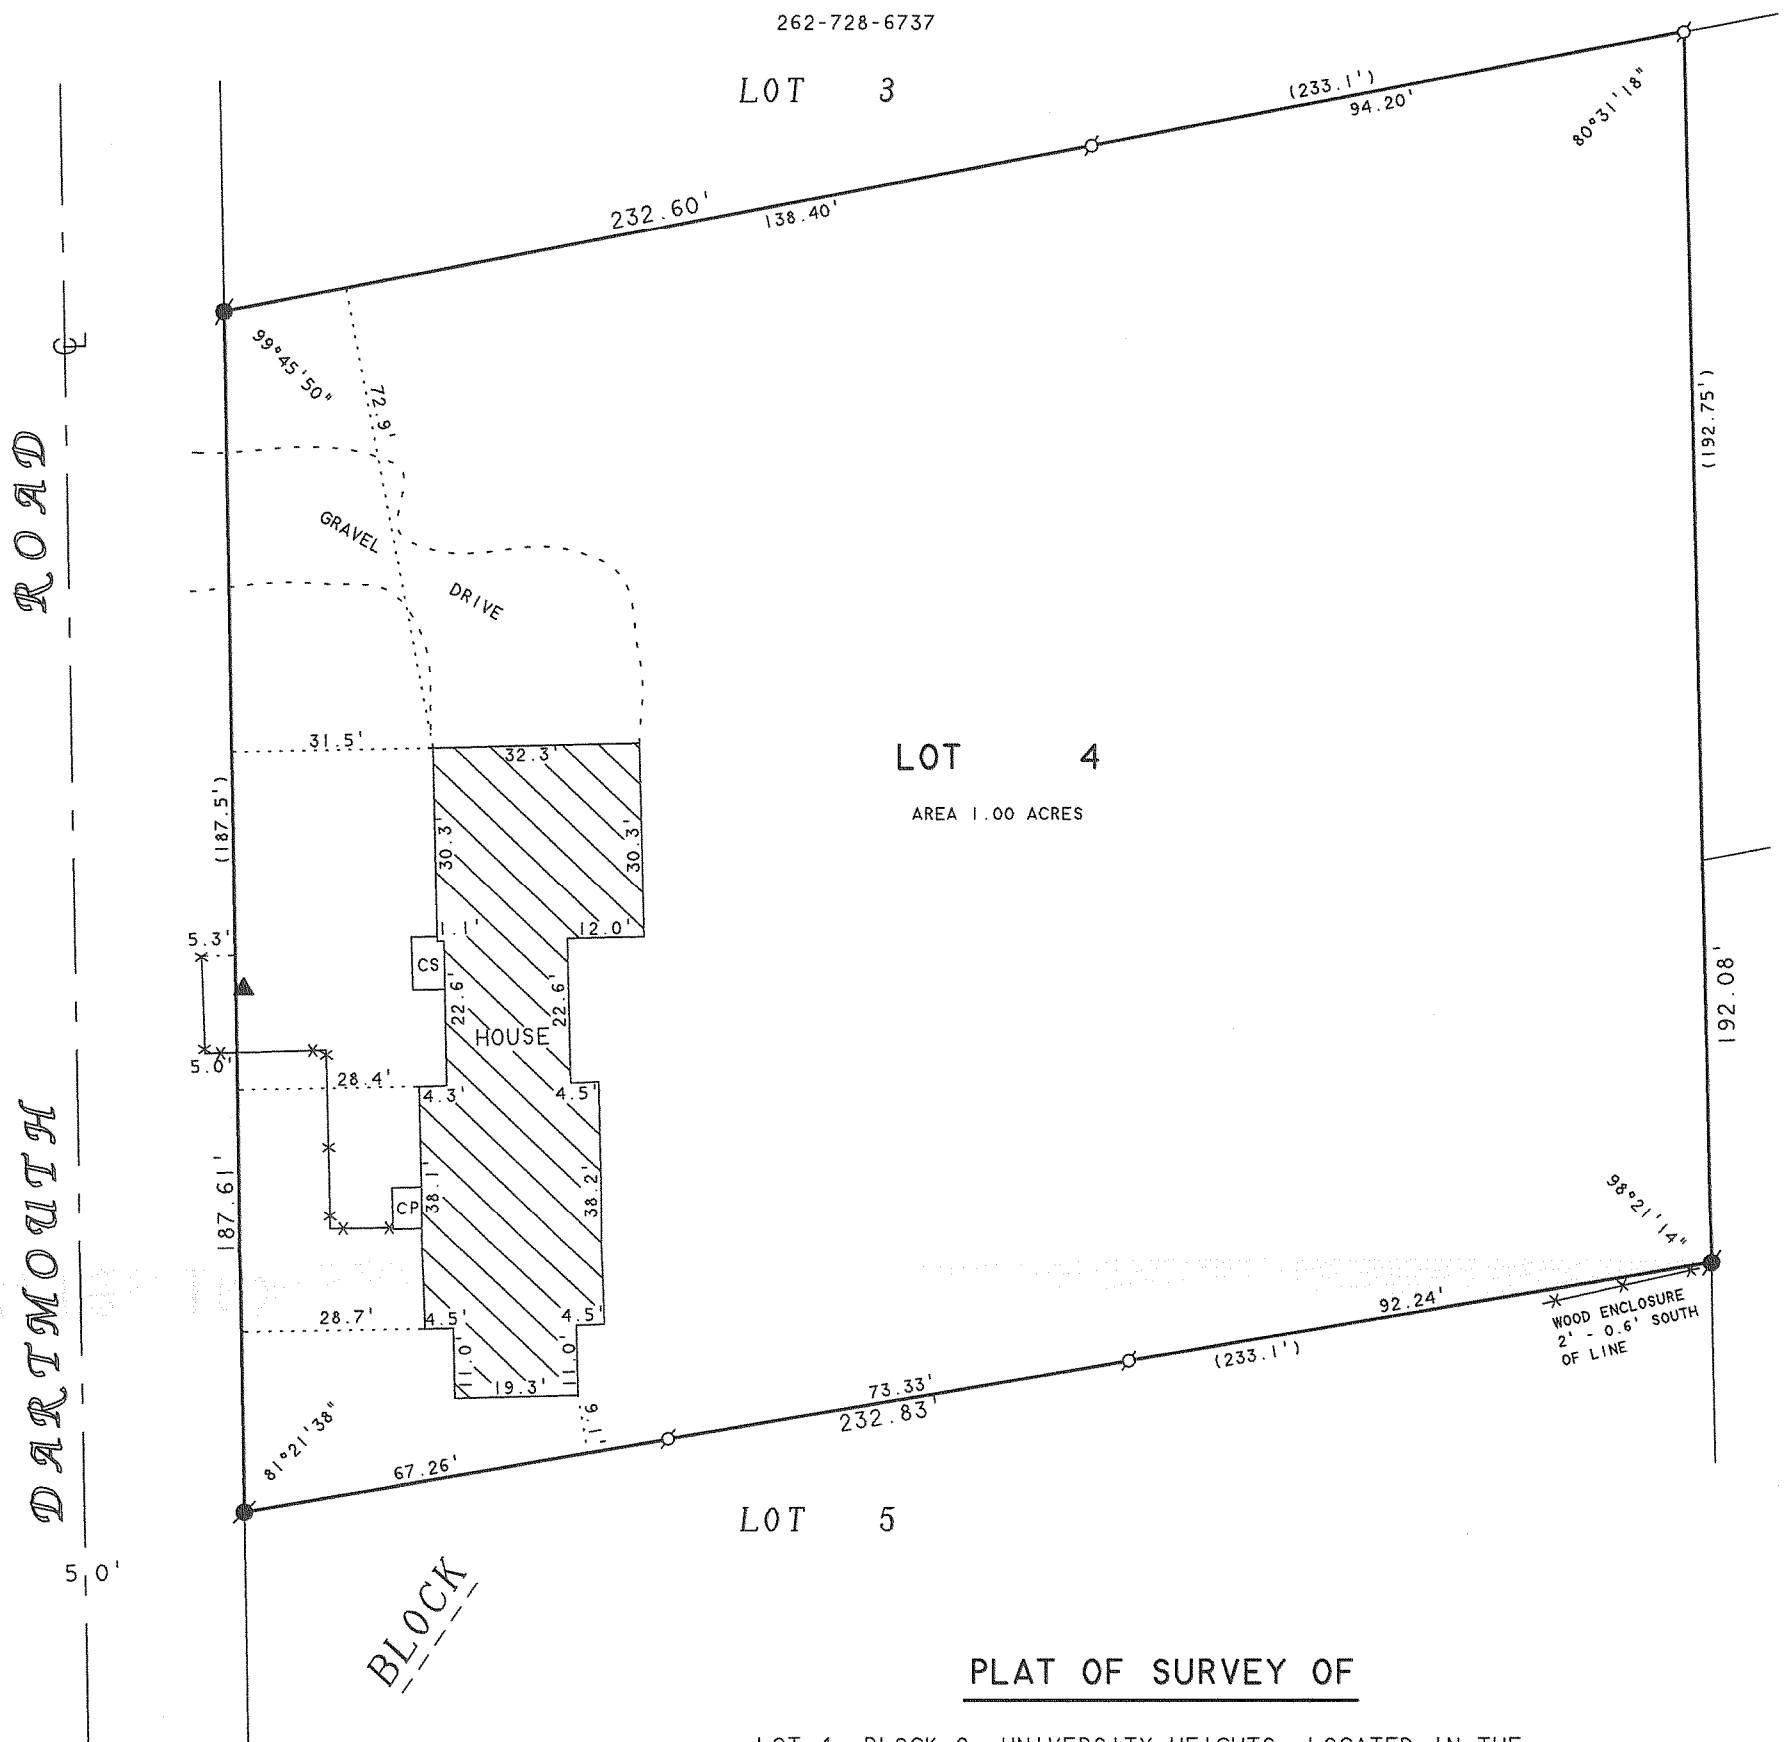 262-728-6737
LOT 3
(233.1')
94.20'
80°31'18"
232.60'
138.40'
99°45'50"
72.9'
ROAD
(192.75')
GRAVEL
DRIVE
31.5'
32.3'
LOT 4
AREA 1.00 ACRES
(187.5')
30.3'
30.3'
1.1'
12.0'
5.3'
CS
22.6'
22.6'
HOUSE
192.08'
5.0'
28.4'
4.3'
4.5'
DARTMOUTH
187.61'
38.1'
38.2'
CP
98°21'14"
28.7'
4.5'
4.5'
92.24'
WOOD ENCLOSURE
2' - 0.6' SOUTH
OF LINE
11.0'
11.0'
19.3'
(233.1')
73.33'
232.83'
81°21'38"
67.26'
LOT 5
BLOCK
PLAT OF SURVEY OF